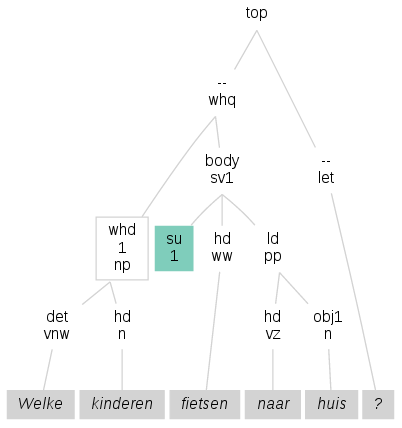 top
--
whq
body
sv1
--
let
whd
1
np
su
1
hd
ww
ld
pp
det
vnw
hd
n
hd
vz
obj1
n
Welke kinderen fietsen naar huis ?